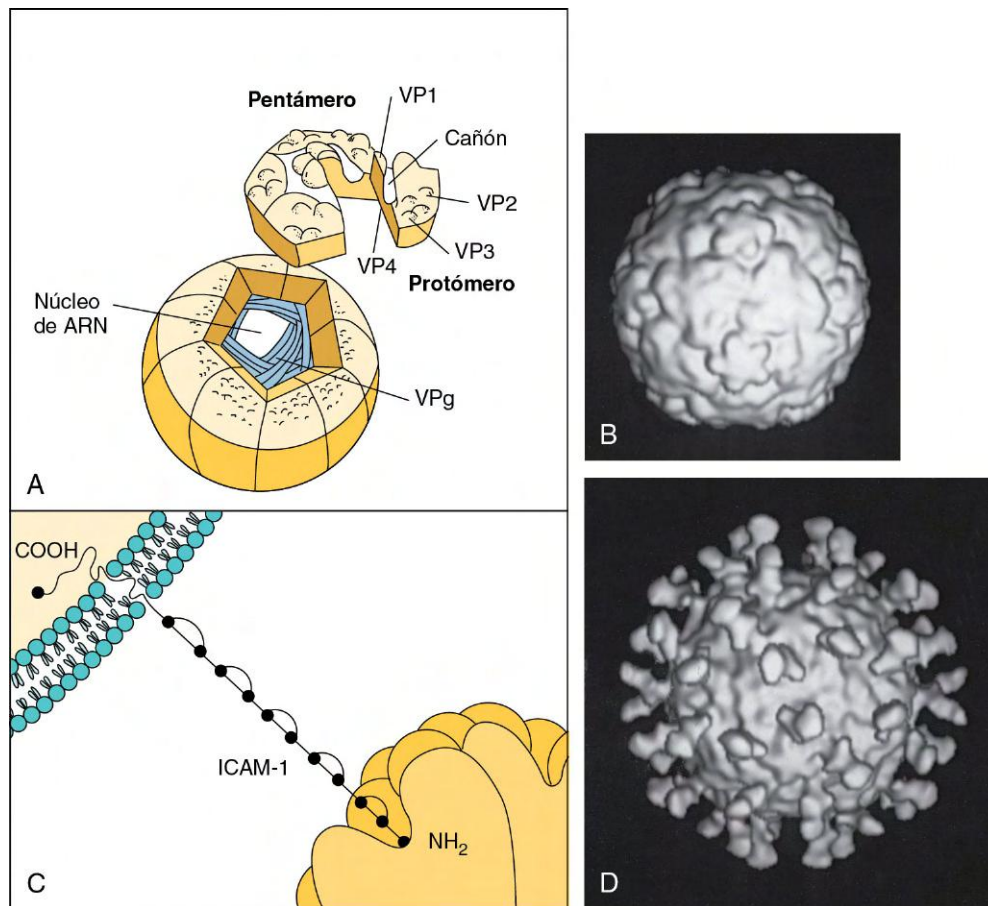 Pentámero
VP1
Cañón
VP2
VP3
VP4
Protómero
Núcleo
de ARN
VPg
A
B
COOH
ICAM-1
NH₂
C
D